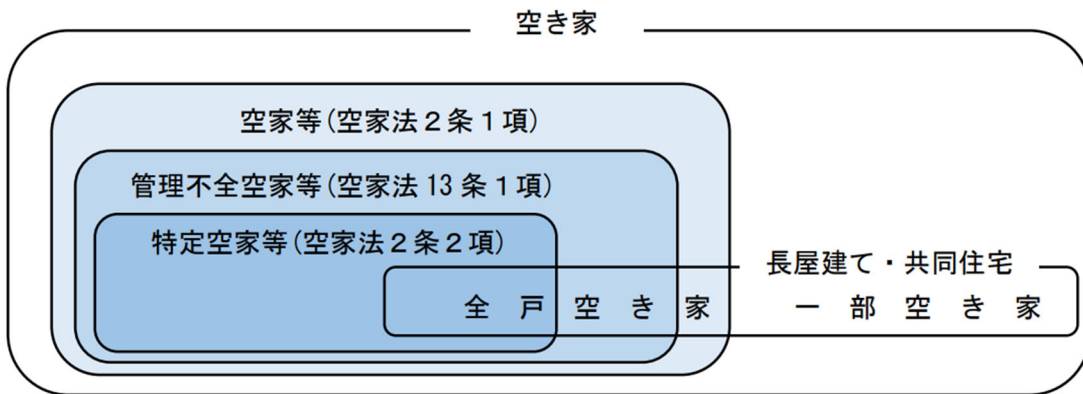 空き家
空家等(空家法２条１項)
管理不全空家等(空家法13条１項)
特定空家等(空家法２条２項)
長屋建て・共同住宅
全戸空き家 一部空き家